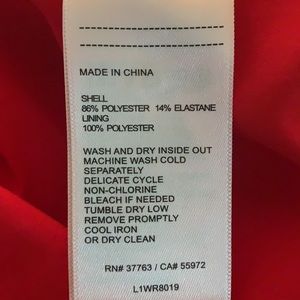 MADE IN CHINA
SHELL
86% POLYESTER 14% ELASTANE
LINING
100% POLYESTER
WASH AND DRY INSIDE OUT
MACHINE WASH COLD
SEPARATELY
DELICATE CYCLE
NON-CHLORINE
BLEACH IF NEEDED
TUMBLE DRY LOW
REMOVE PROMPTLY
COOL IRON
OR DRY CLEAN
RN# 37763 / CA# 55972
L1WR8019